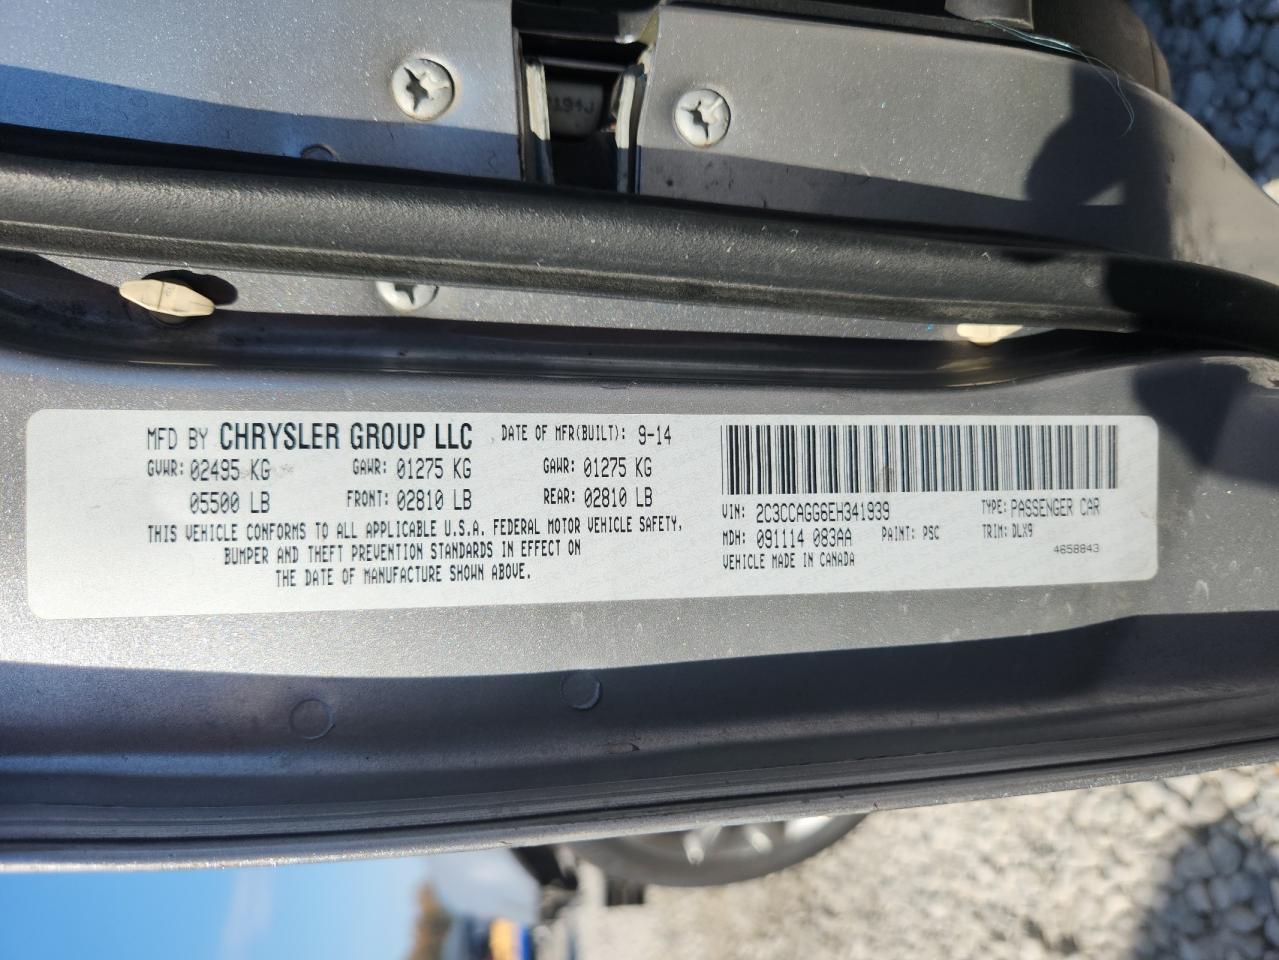 194J
MFD BY CHRYSLER GROUP LLC DATE OF MFR(BUILT): 9-14
GVWR: 02495 KG GAWR: 01275 KG GAWR: 01275 KG
05500 LB FRONT: 02810 LB REAR: 02810 LB
THIS VEHICLE CONFORMS TO ALL APPLICABLE U.S.A. FEDERAL MOTOR VEHICLE SAFETY,
BUMPER AND THEFT PREVENTION STANDARDS IN EFFECT ON
THE DATE OF MANUFACTURE SHOWN ABOVE.
VIN: 2C3CCAGG6EH341939 TYPE: PASSENGER CAR
MDH: 091114 083AA PAINT: PSC TRIM: DLX9
VEHICLE MADE IN CANADA 4658843